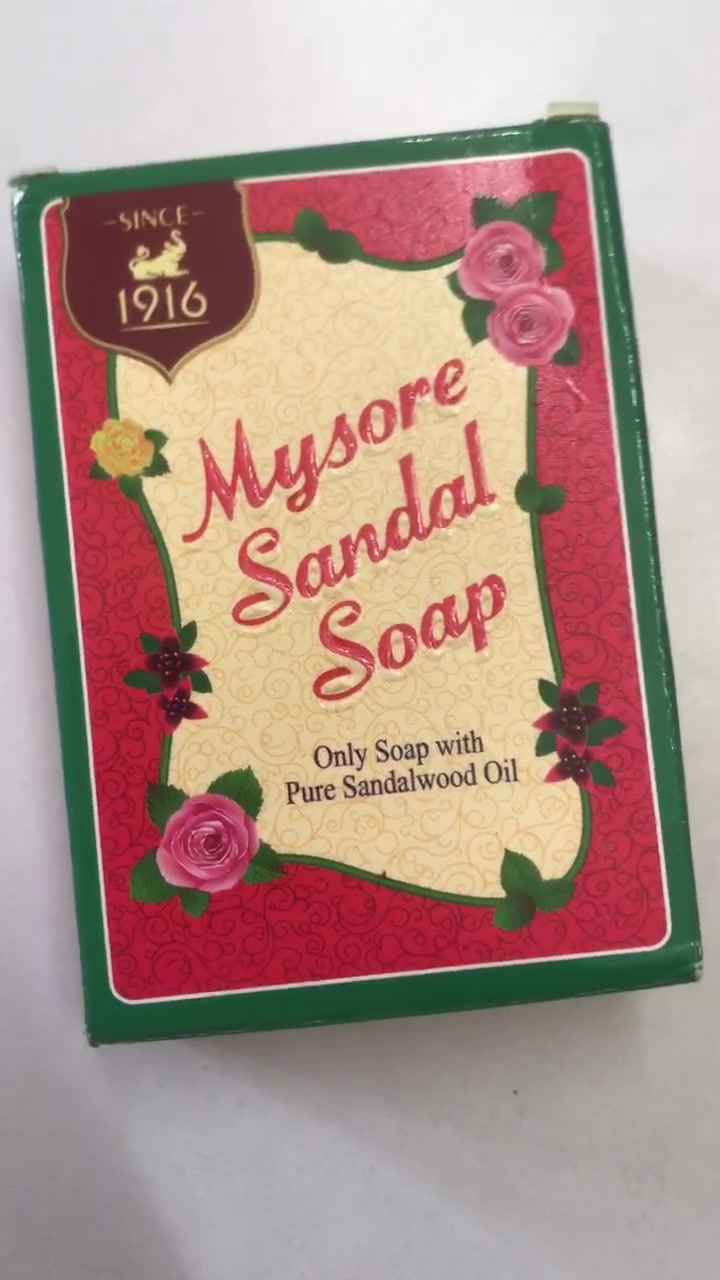 -SINCE-
1916
Mysore
Sandal
Soap
Only Soap with
Pure Sandalwood Oil